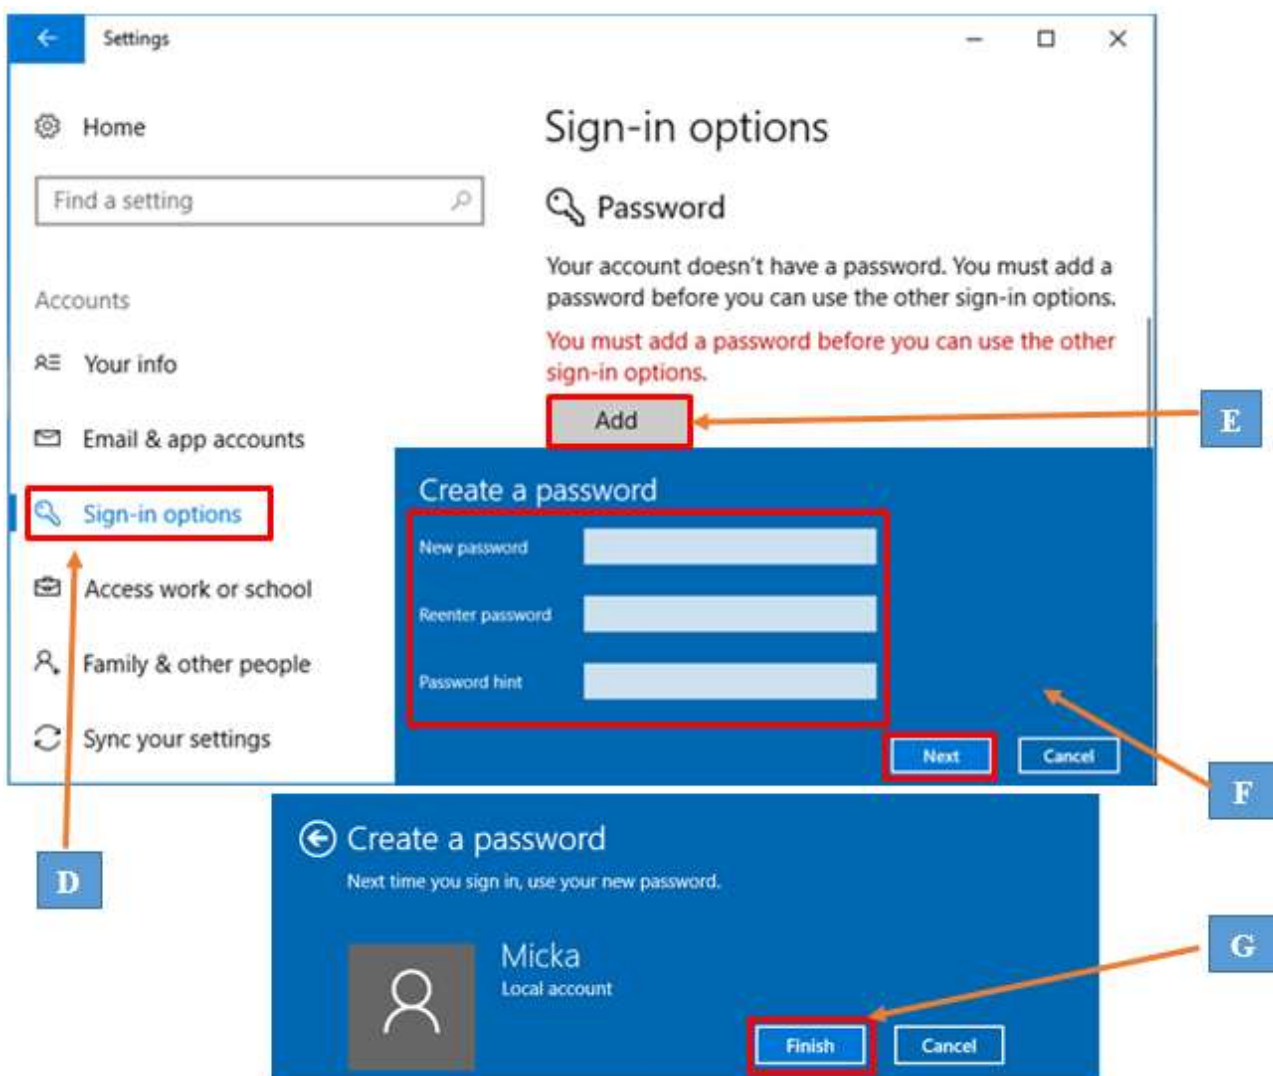 Settings
Home
Find a setting
Accounts
Your info
Email & app accounts
Sign-in options
Access work or school
Family & other people
Sync your settings
Sign-in options
Password
Your account doesn't have a password. You must add a
password before you can use the other sign-in options.
You must add a password before you can use the other
sign-in options.
Add
E
Create a password
New password
Reenter password
Password hint
Next
Cancel
F
D
Create a password
Next time you sign in, use your new password.
Micka
Local account
Finish
Cancel
G